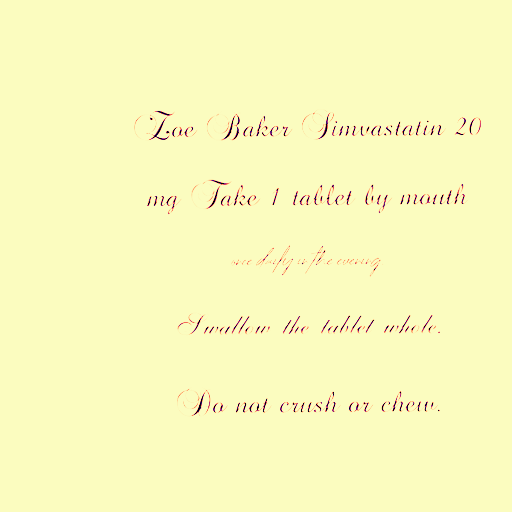 Zoe Baker Simvastatin 20
mg Take 1 tablet by mouth
once daily in the evening
Swallow the tablet whole.
Do not crush or chew.